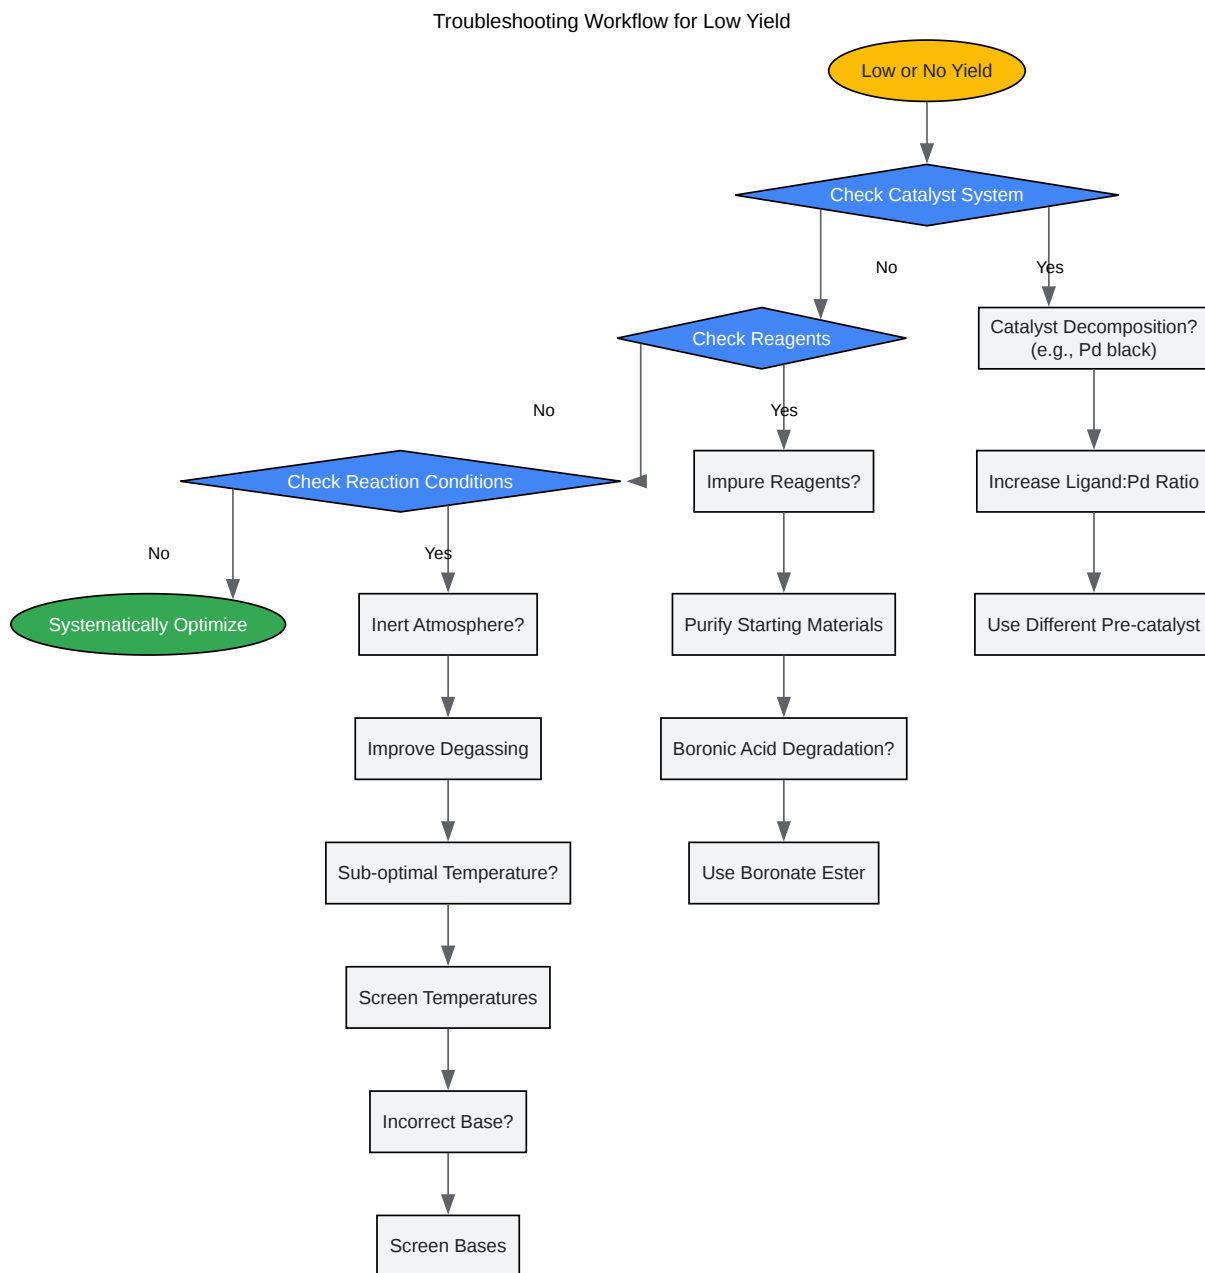 Troubleshooting Workflow for Low Yield
Low or No Yield
Check Catalyst System
No
Yes
Check Reagents
Catalyst Decomposition?
(e.g., Pd black)
No
Yes
Check Reaction Conditions
Impure Reagents?
Increase Ligand:Pd Ratio
No
Yes
Systematically Optimize
Inert Atmosphere?
Purify Starting Materials
Use Different Pre-catalyst
Improve Degassing
Boronic Acid Degradation?
Sub-optimal Temperature?
Use Boronate Ester
Screen Temperatures
Incorrect Base?
Screen Bases